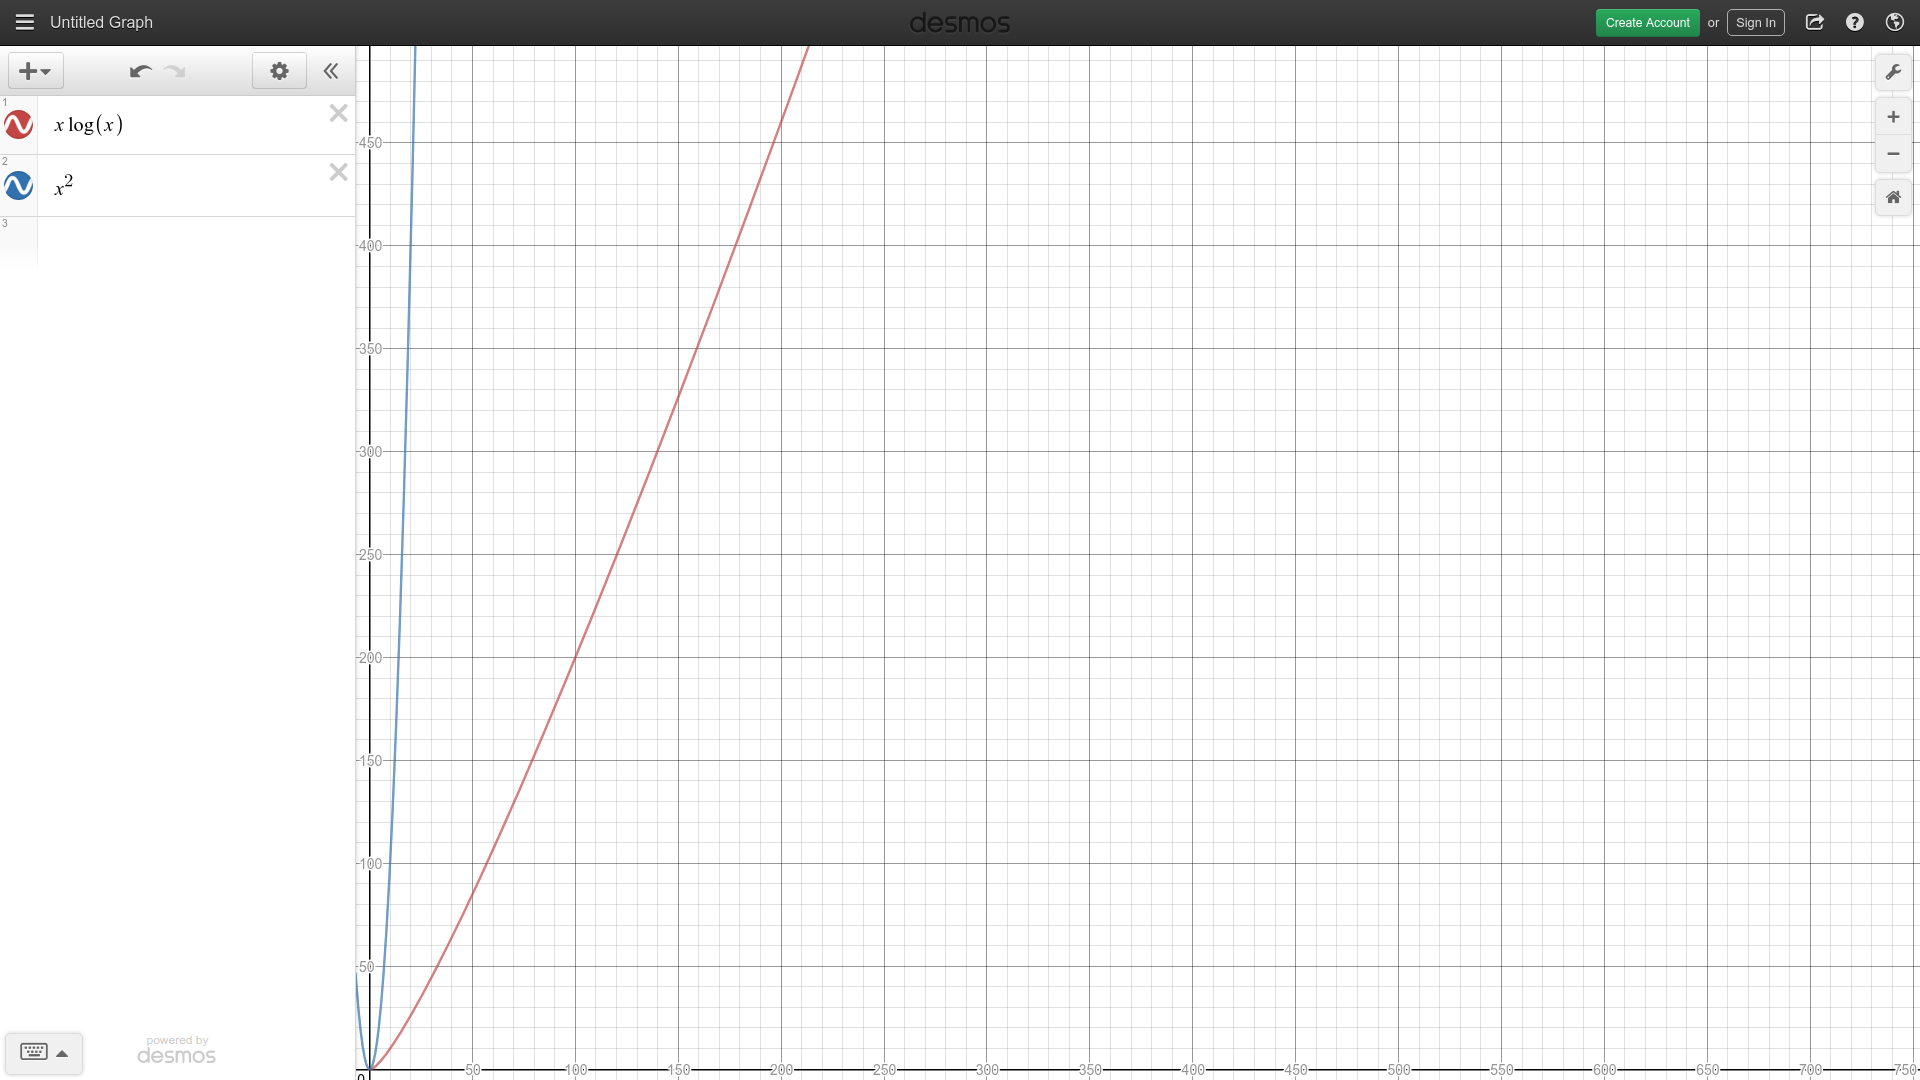 Untitled Graph
desmos
Create Account or Sign In
1
x log(x)
2
x²
3
450
400
350
300
250
200
150
100
50
0
50 100 150 200 250 300 350 400 450 500 550 600 650 700 750
powered by
desmos